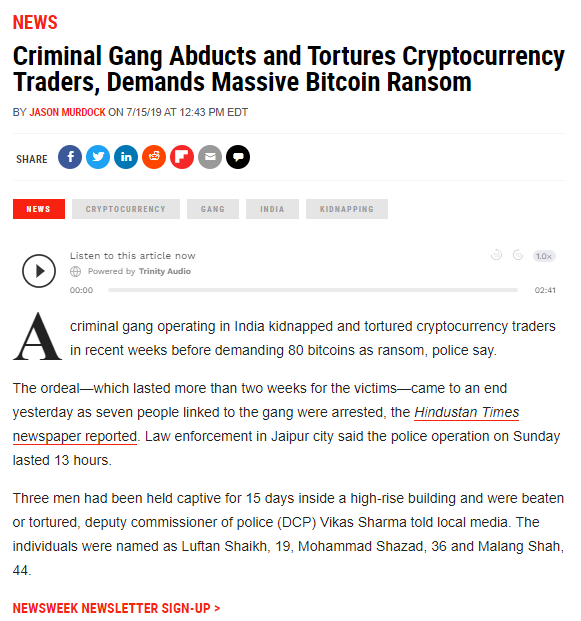 NEWS
Criminal Gang Abducts and Tortures Cryptocurrency
Traders, Demands Massive Bitcoin Ransom
BY JASON MURDOCK ON 7/15/19 AT 12:43 PM EDT
SHARE
NEWS CRYPTOCURRENCY GANG INDIA KIDNAPPING
Listen to this article now
1.0x
Powered by Trinity Audio
00:00 02:41
A criminal gang operating in India kidnapped and tortured cryptocurrency traders
in recent weeks before demanding 80 bitcoins as ransom, police say.
The ordeal—which lasted more than two weeks for the victims—came to an end
yesterday as seven people linked to the gang were arrested, the Hindustan Times
newspaper reported. Law enforcement in Jaipur city said the police operation on Sunday
lasted 13 hours.
Three men had been held captive for 15 days inside a high-rise building and were beaten
or tortured, deputy commissioner of police (DCP) Vikas Sharma told local media. The
individuals were named as Luftan Shaikh, 19, Mohammad Shazad, 36 and Malang Shah,
44.
NEWSWEEK NEWSLETTER SIGN-UP >